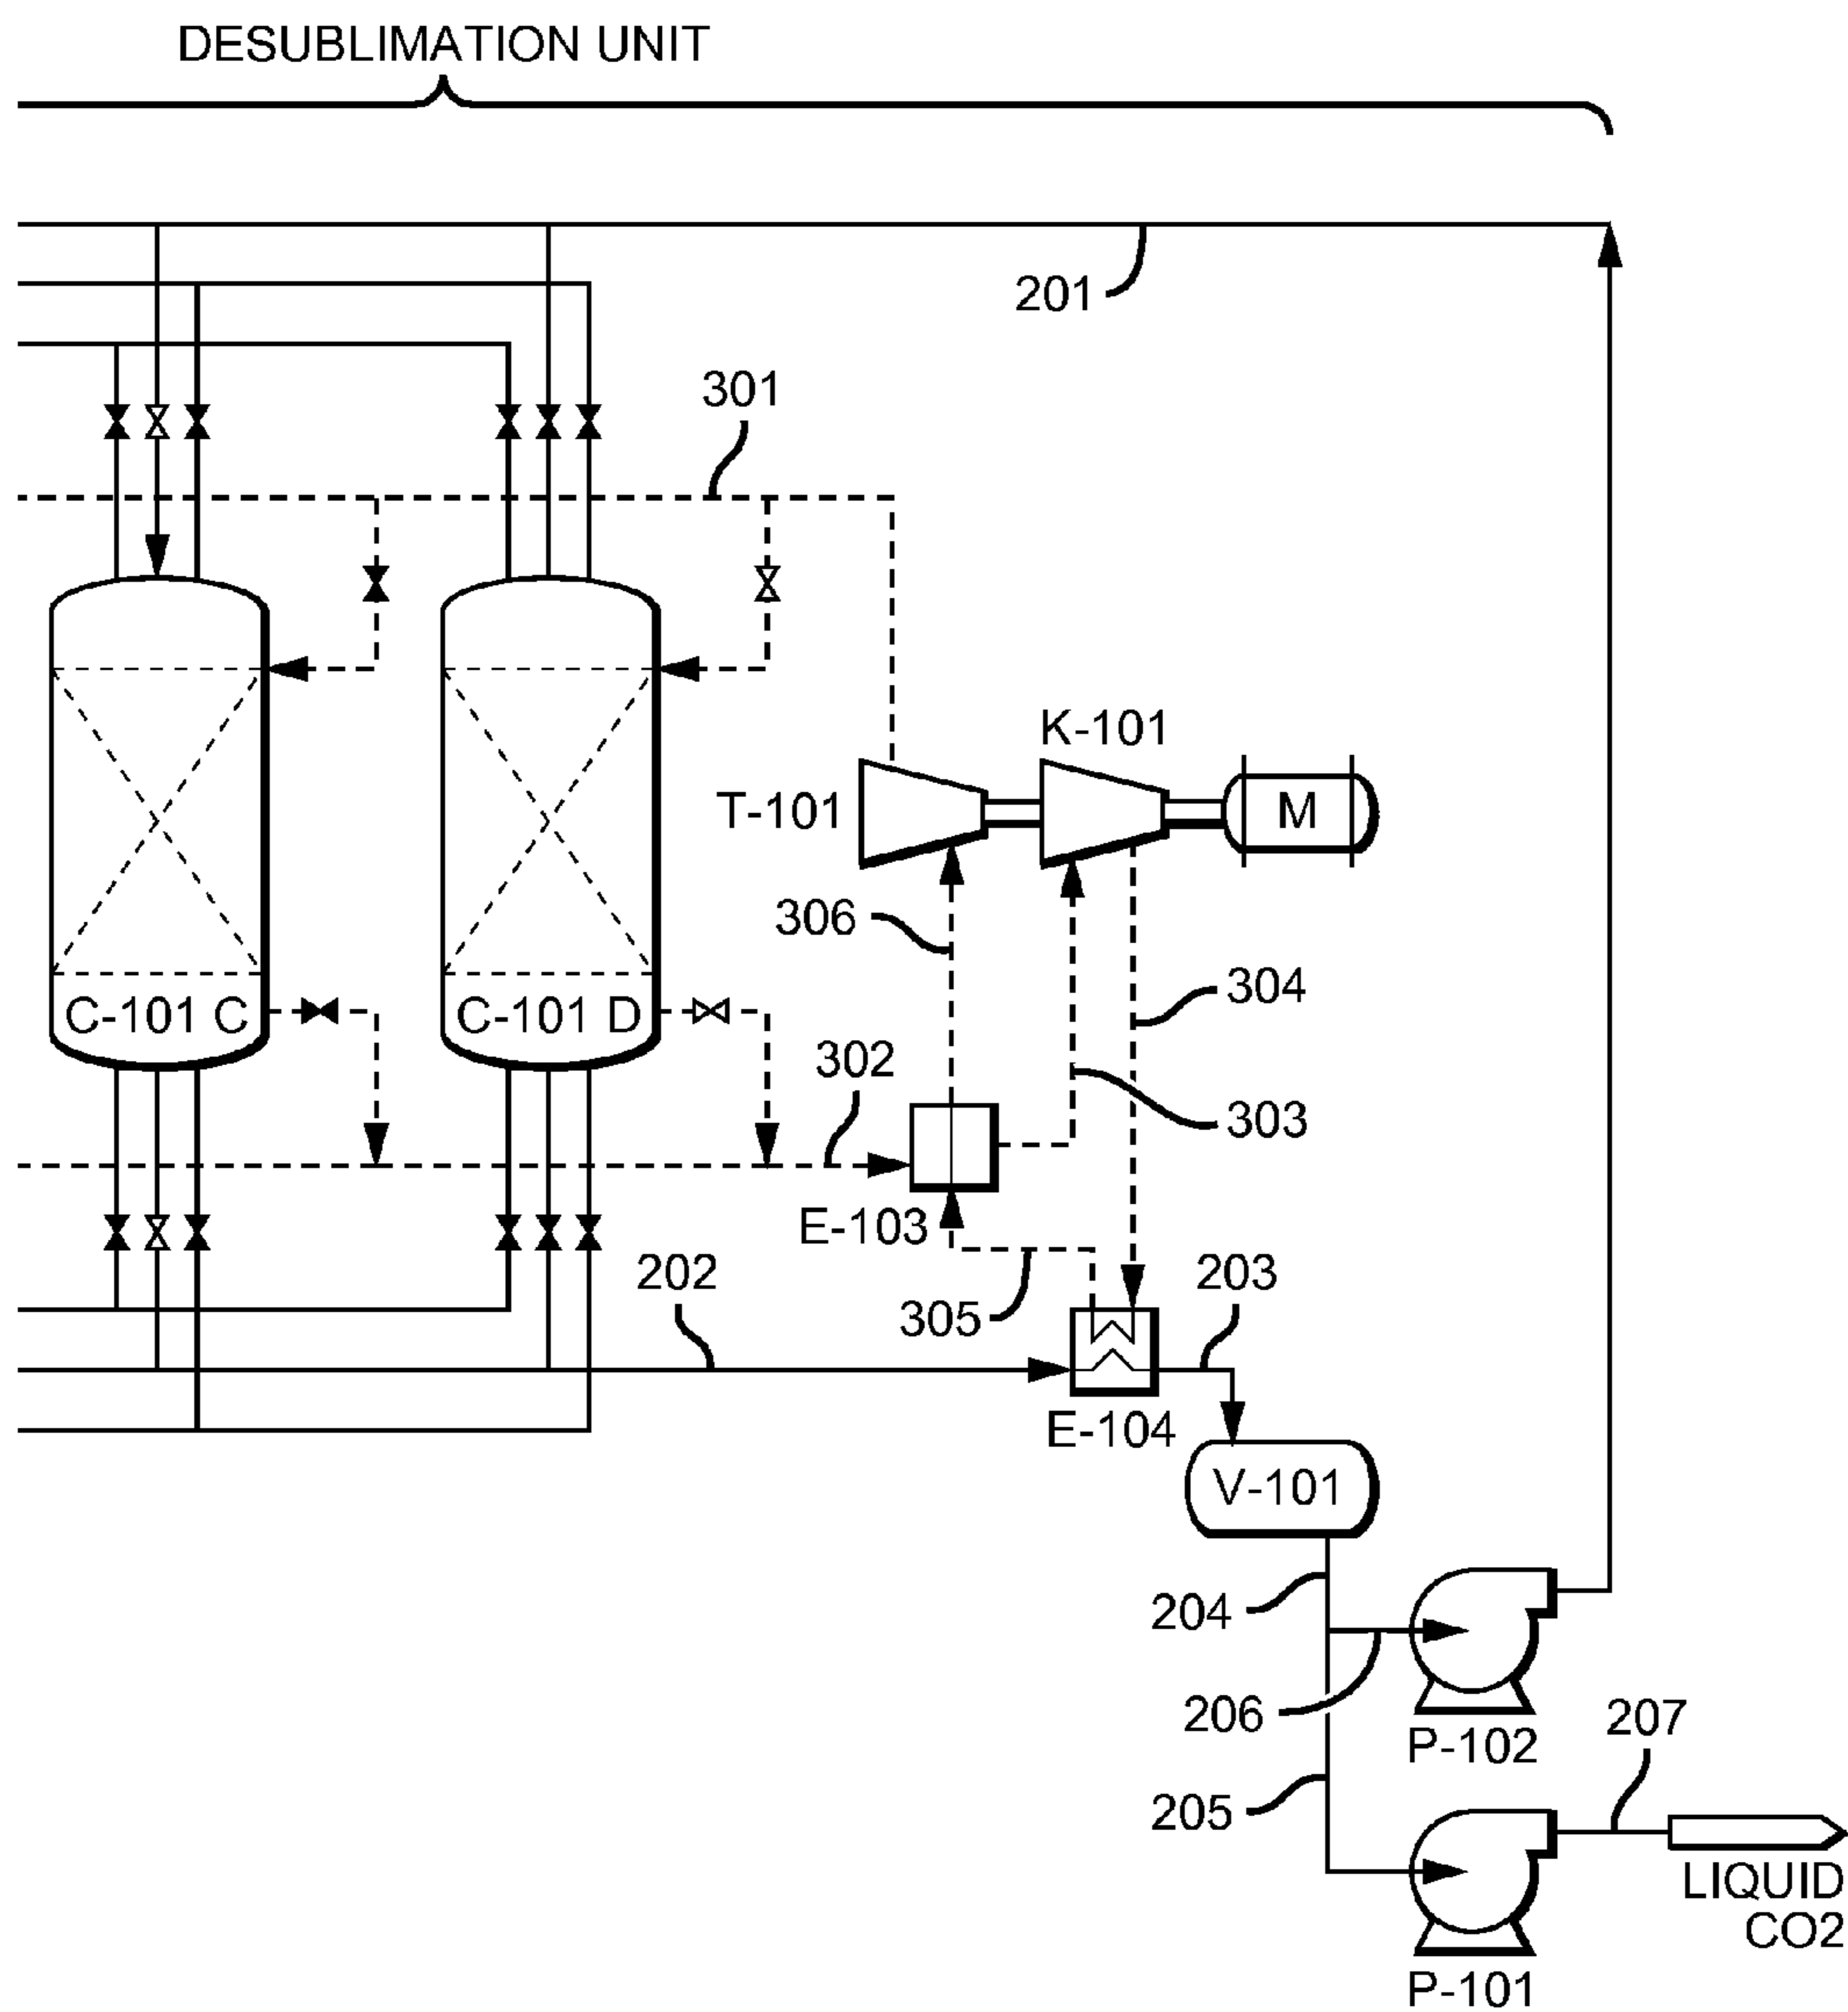 DESUBLIMATION UNIT
201
301
K-101
T-101
M
306
304
C-101 C
C-101 D
302
303
E-103
202
203
305
E-104
V-101
204
206
207
P-102
205
LIQUID
CO2
P-101